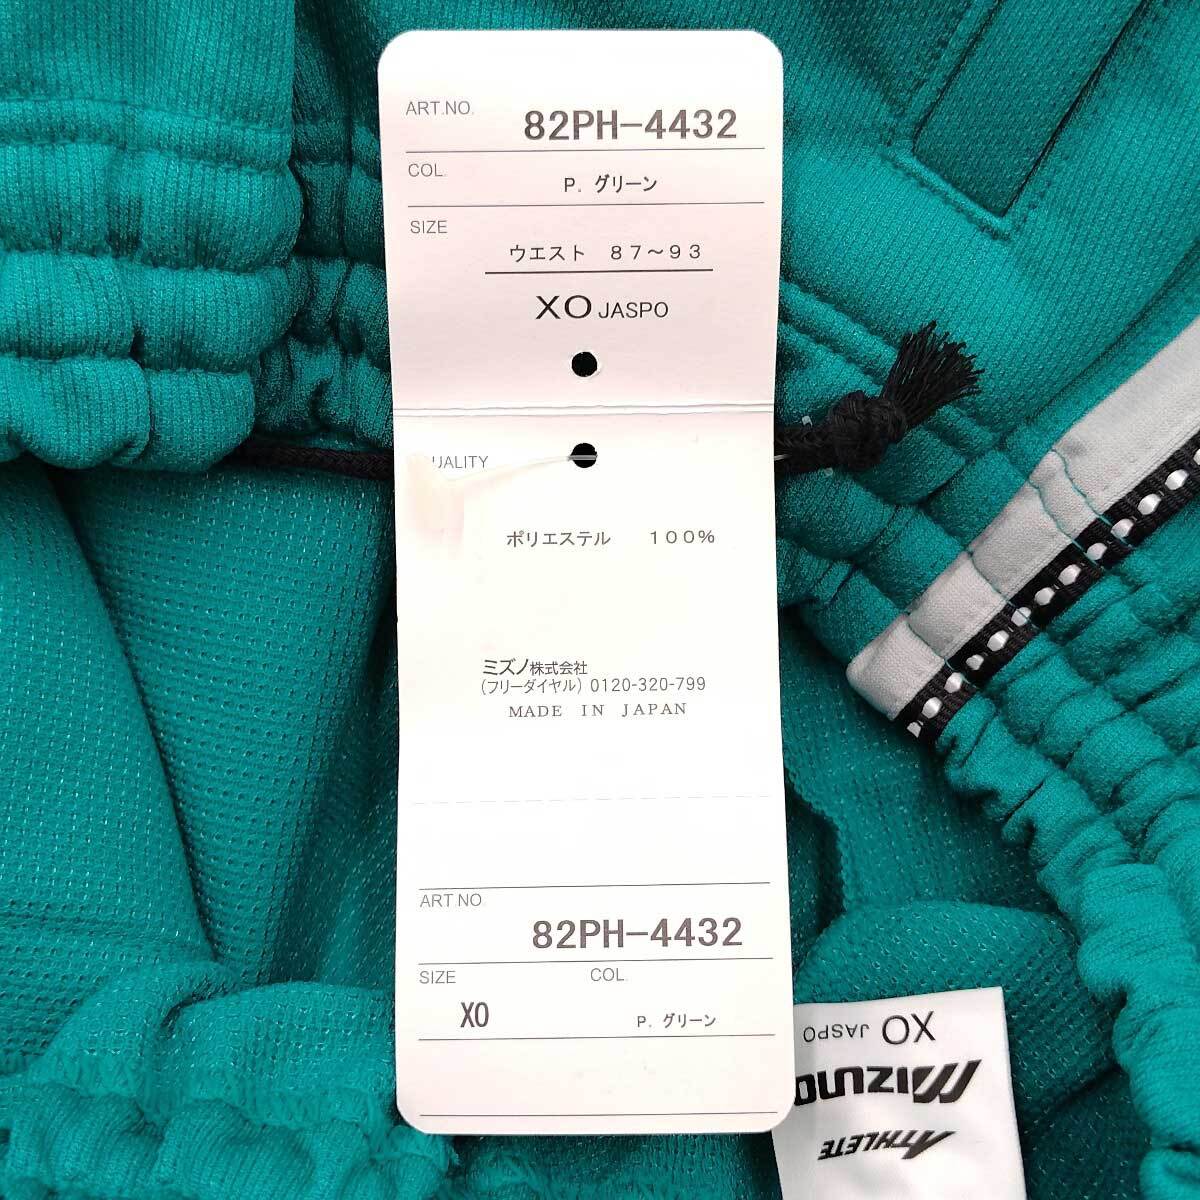 ART.NO.
82PH-4432
COL.
P. グリーン
SIZE
ウエスト 87～93
XO JASPO
QUALITY
ポリエステル 100%
ミズノ株式会社
(フリーダイヤル) 0120-320-799
MADE IN JAPAN
ART.NO
82PH-4432
SIZE
COL.
XO
P. グリーン
XO JASPO
MIZUNO
ATHLETE